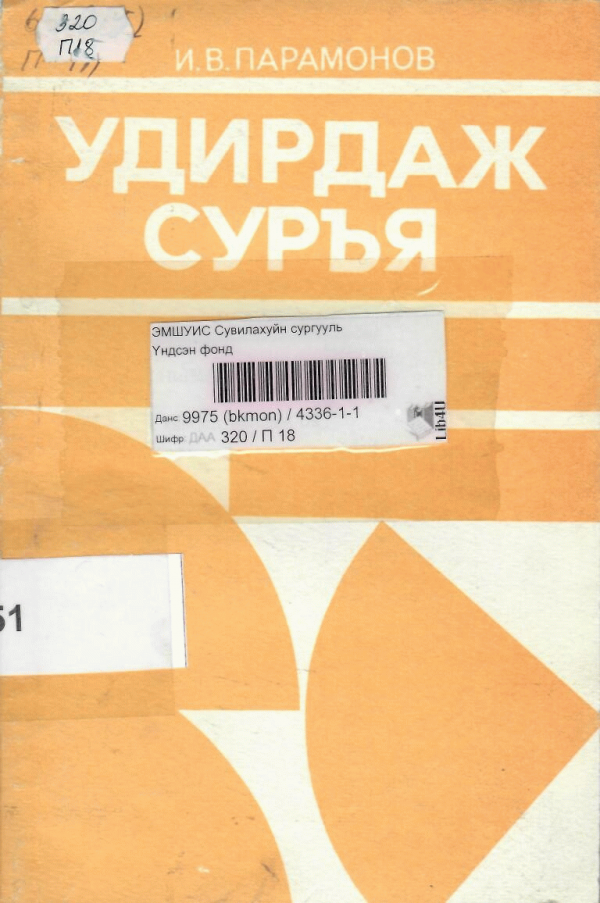 320
П18
И.В.ПАРАМОНОВ
УДИРДАЖ
СУРЪЯ
ЭМШУИС Сувилахуйн сургууль
Үндсэн фонд
Данс: 9975 (bkmon) / 4336-1-1
Шифр: ДАА 320 / П 18
Lib4U
51